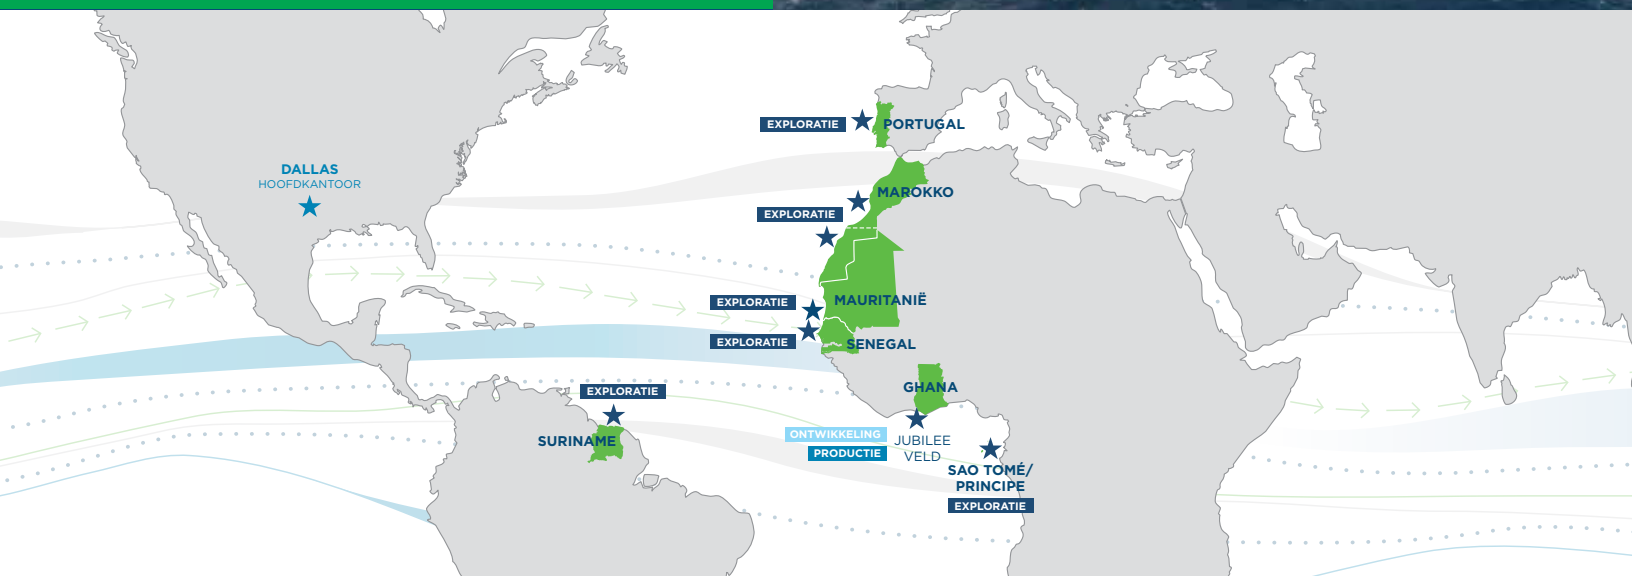 EXPLORATIE
PORTUGAL
DALLAS
HOOFDKANTOOR
MAROKKO
EXPLORATIE
EXPLORATIE
MAURITANIË
EXPLORATIE
SENEGAL
EXPLORATIE
GHANA
SURINAME
ONTWIKKELING
PRODUCTIE
JUBILEE
VELD
SAO TOMÉ/
PRINCIPE
EXPLORATIE